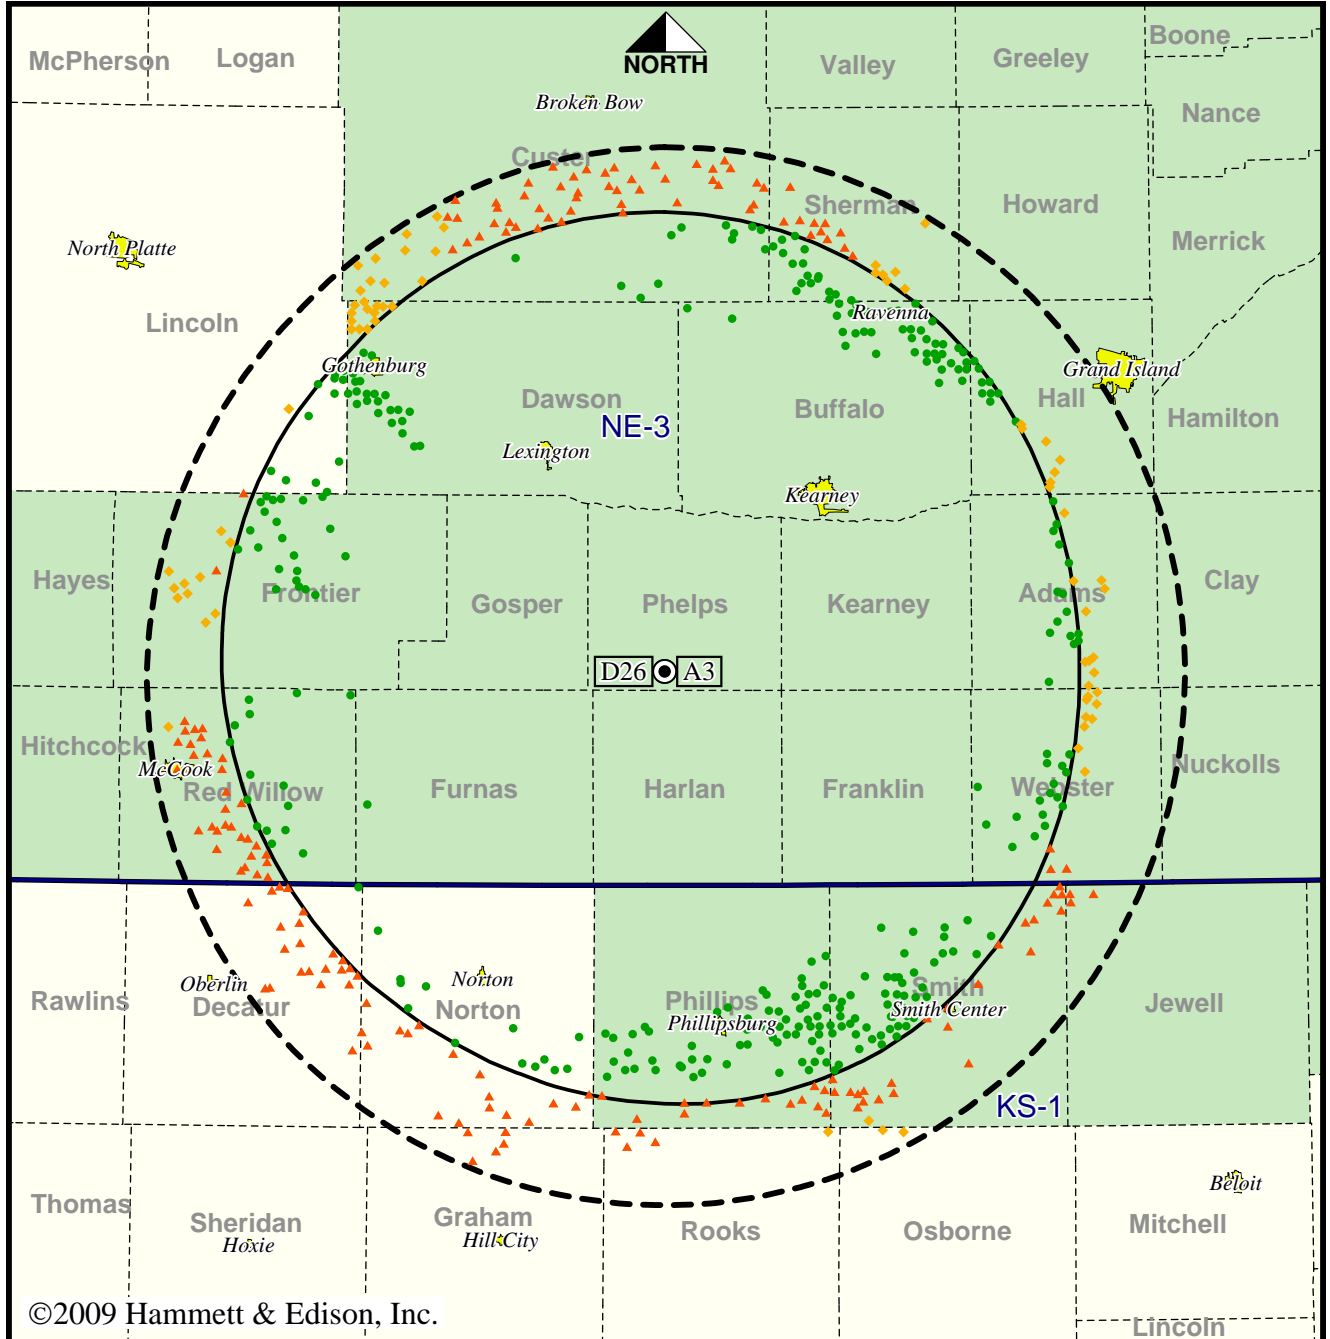 McPherson
Logan
NORTH
Valley
Greeley
Boone
Broken Bow
Nance
Custer
Sherman
Howard
North Platte
Merrick
Lincoln
Ravenna
Gothenburg
Grand Island
Dawson
NE-3
Buffalo
Hall
Hamilton
Lexington
Kearney
Hayes
Frontier
Gosper
Phelps
Kearney
Adams
Clay
D26
A3
Hitchcock
McCook
Red Willow
Furnas
Harlan
Franklin
Webster
Nuckolls
Oberlin
Norton
Rawlins
Decatur
Norton
Phillips
Phillipsburg
Smith
Smith Center
Jewell
KS-1
Thomas
Sheridan
Hoxie
Graham
Hill City
Rooks
Osborne
Beloit
Mitchell
©2009 Hammett & Edison, Inc.
Lincoln